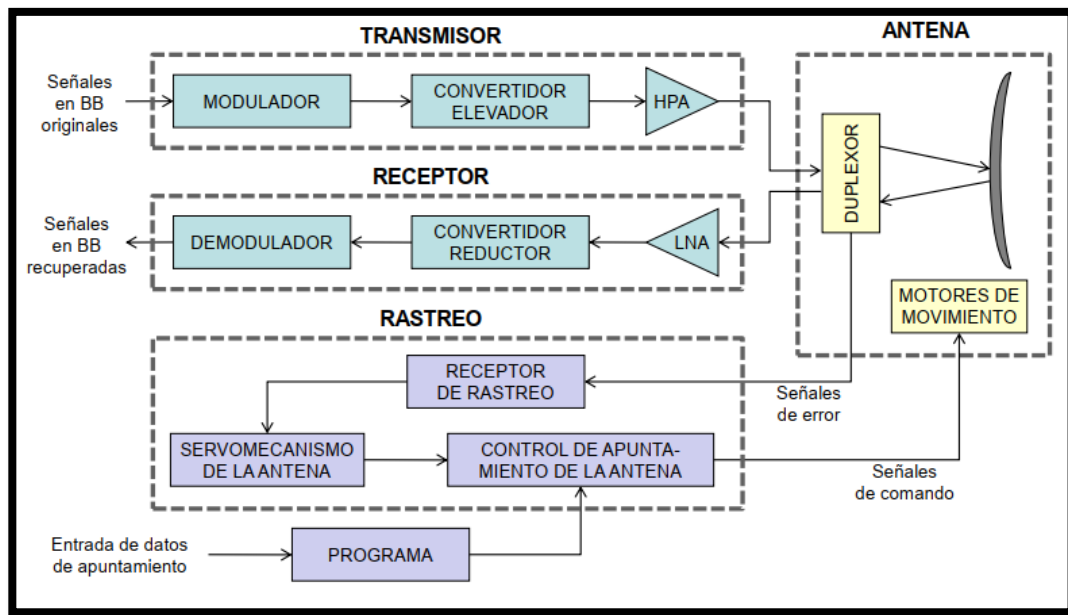 TRANSMISOR
ANTENA
Señales
en BB
originales
MODULADOR
CONVERTIDOR
ELEVADOR
HPA
DUPLEXOR
RECEPTOR
Señales
en BB
recuperadas
DEMODULADOR
CONVERTIDOR
REDUCTOR
LNA
MOTORES DE
MOVIMIENTO
RASTREO
RECEPTOR
DE RASTREO
Señales
de error
SERVOMECANISMO
DE LA ANTENA
CONTROL DE APUNTA-
MIENTO DE LA ANTENA
Señales
de comando
Entrada de datos
de apuntamiento
PROGRAMA